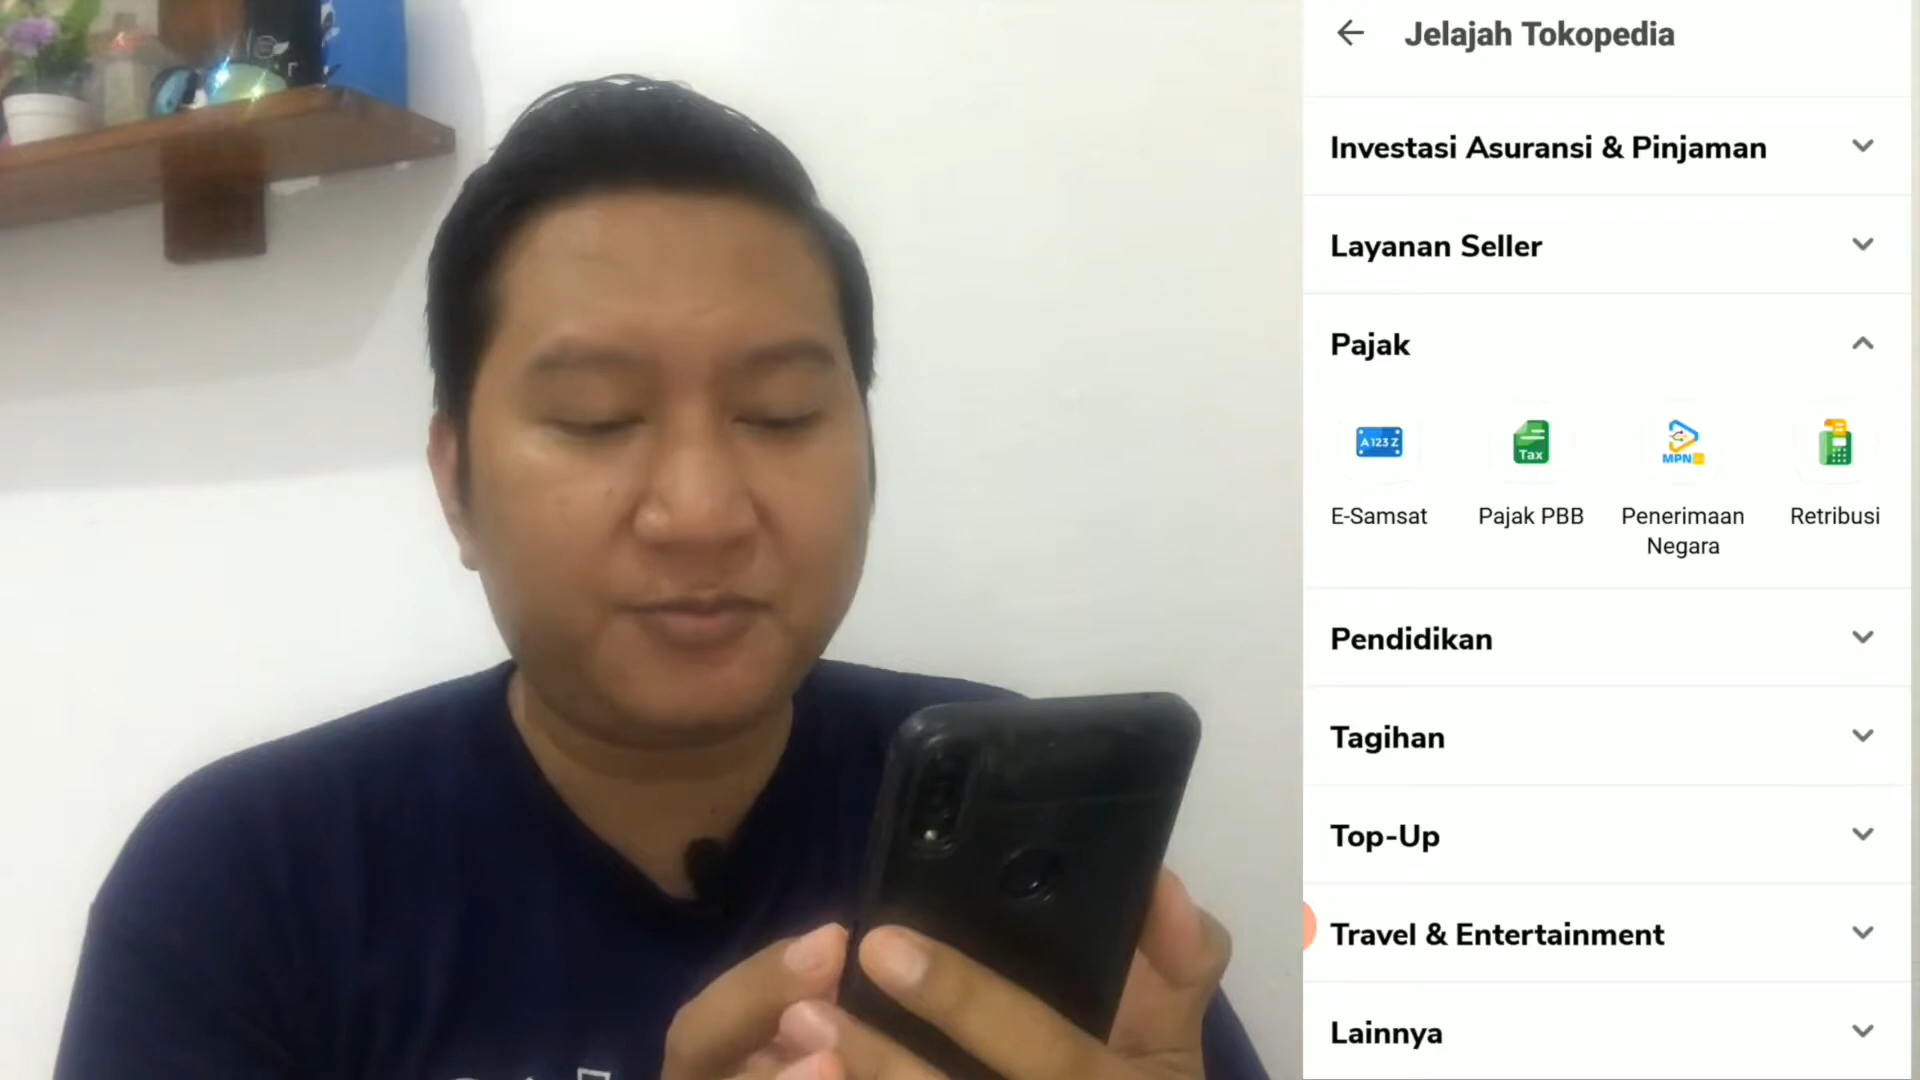 Jelajah Tokopedia
Investasi Asuransi & Pinjaman
Layanan Seller
Pajak
A 123 Z
Tax
MPN
E-Samsat
Pajak PBB
Penerimaan
Negara
Retribusi
Pendidikan
Tagihan
Top-Up
Travel & Entertainment
Lainnya